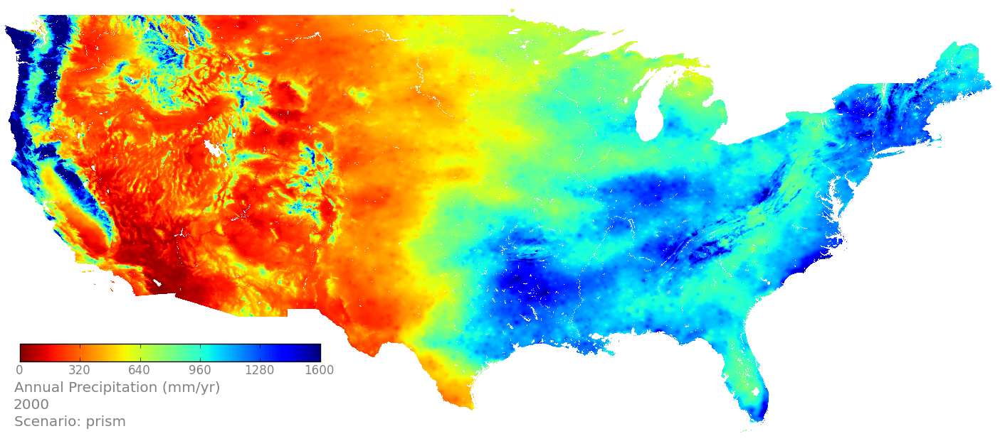 0 320 640 960 1280 1600
Annual Precipitation (mm/yr)
2000
Scenario: prism